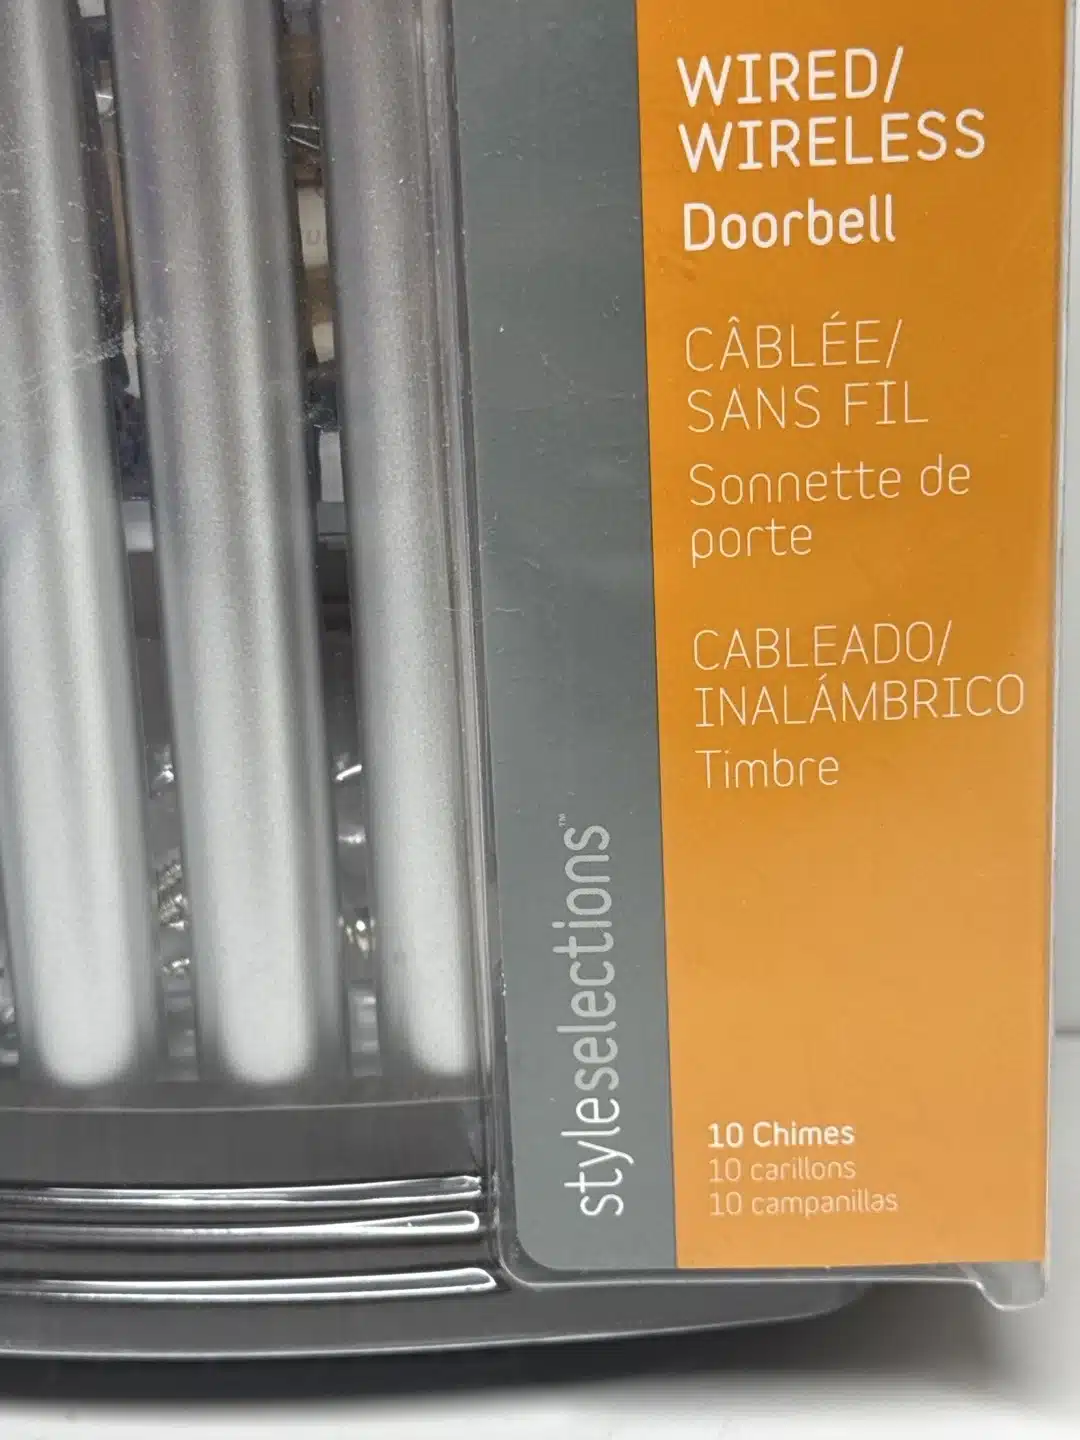 WIRED/
WIRELESS
Doorbell
CÂBLÉE/
SANS FIL
Sonnette de
porte
CABLEADO/
INALÁMBRICO
Timbre
styleselections™
10 Chimes
10 carillons
10 campanillas